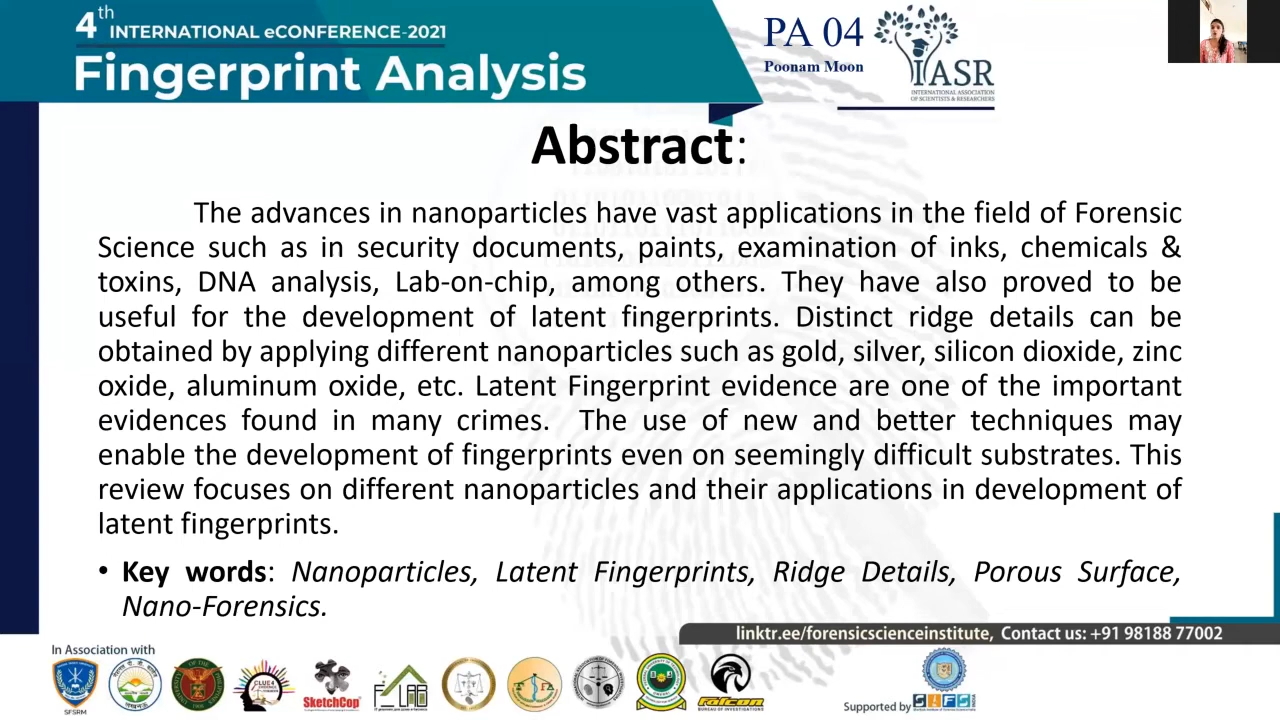 4th
INTERNATIONAL eCONFERENCE-2021
Fingerprint Analysis
PA 04
Poonam Moon
IASR
INTERNATIONAL ASSOCIATION
OF SCIENTISTS & RESEARCHERS
Abstract:
The advances in nanoparticles have vast applications in the field of Forensic
Science such as in security documents, paints, examination of inks, chemicals &
toxins, DNA analysis, Lab-on-chip, among others. They have also proved to be
useful for the development of latent fingerprints. Distinct ridge details can be
obtained by applying different nanoparticles such as gold, silver, silicon dioxide, zinc
oxide, aluminum oxide, etc. Latent Fingerprint evidence are one of the important
evidences found in many crimes. The use of new and better techniques may
enable the development of fingerprints even on seemingly difficult substrates. This
review focuses on different nanoparticles and their applications in development of
latent fingerprints.
• Key words: Nanoparticles, Latent Fingerprints, Ridge Details, Porous Surface,
Nano-Forensics.
linktr.ee/forensicscienceinstitute, Contact us: +91 98188 77002
In Association with
SFSRM
CLUE4
SketchCop
F LAB
falcon
BUREAU OF INVESTIGATIONS
Supported by
SIFS
INDIA